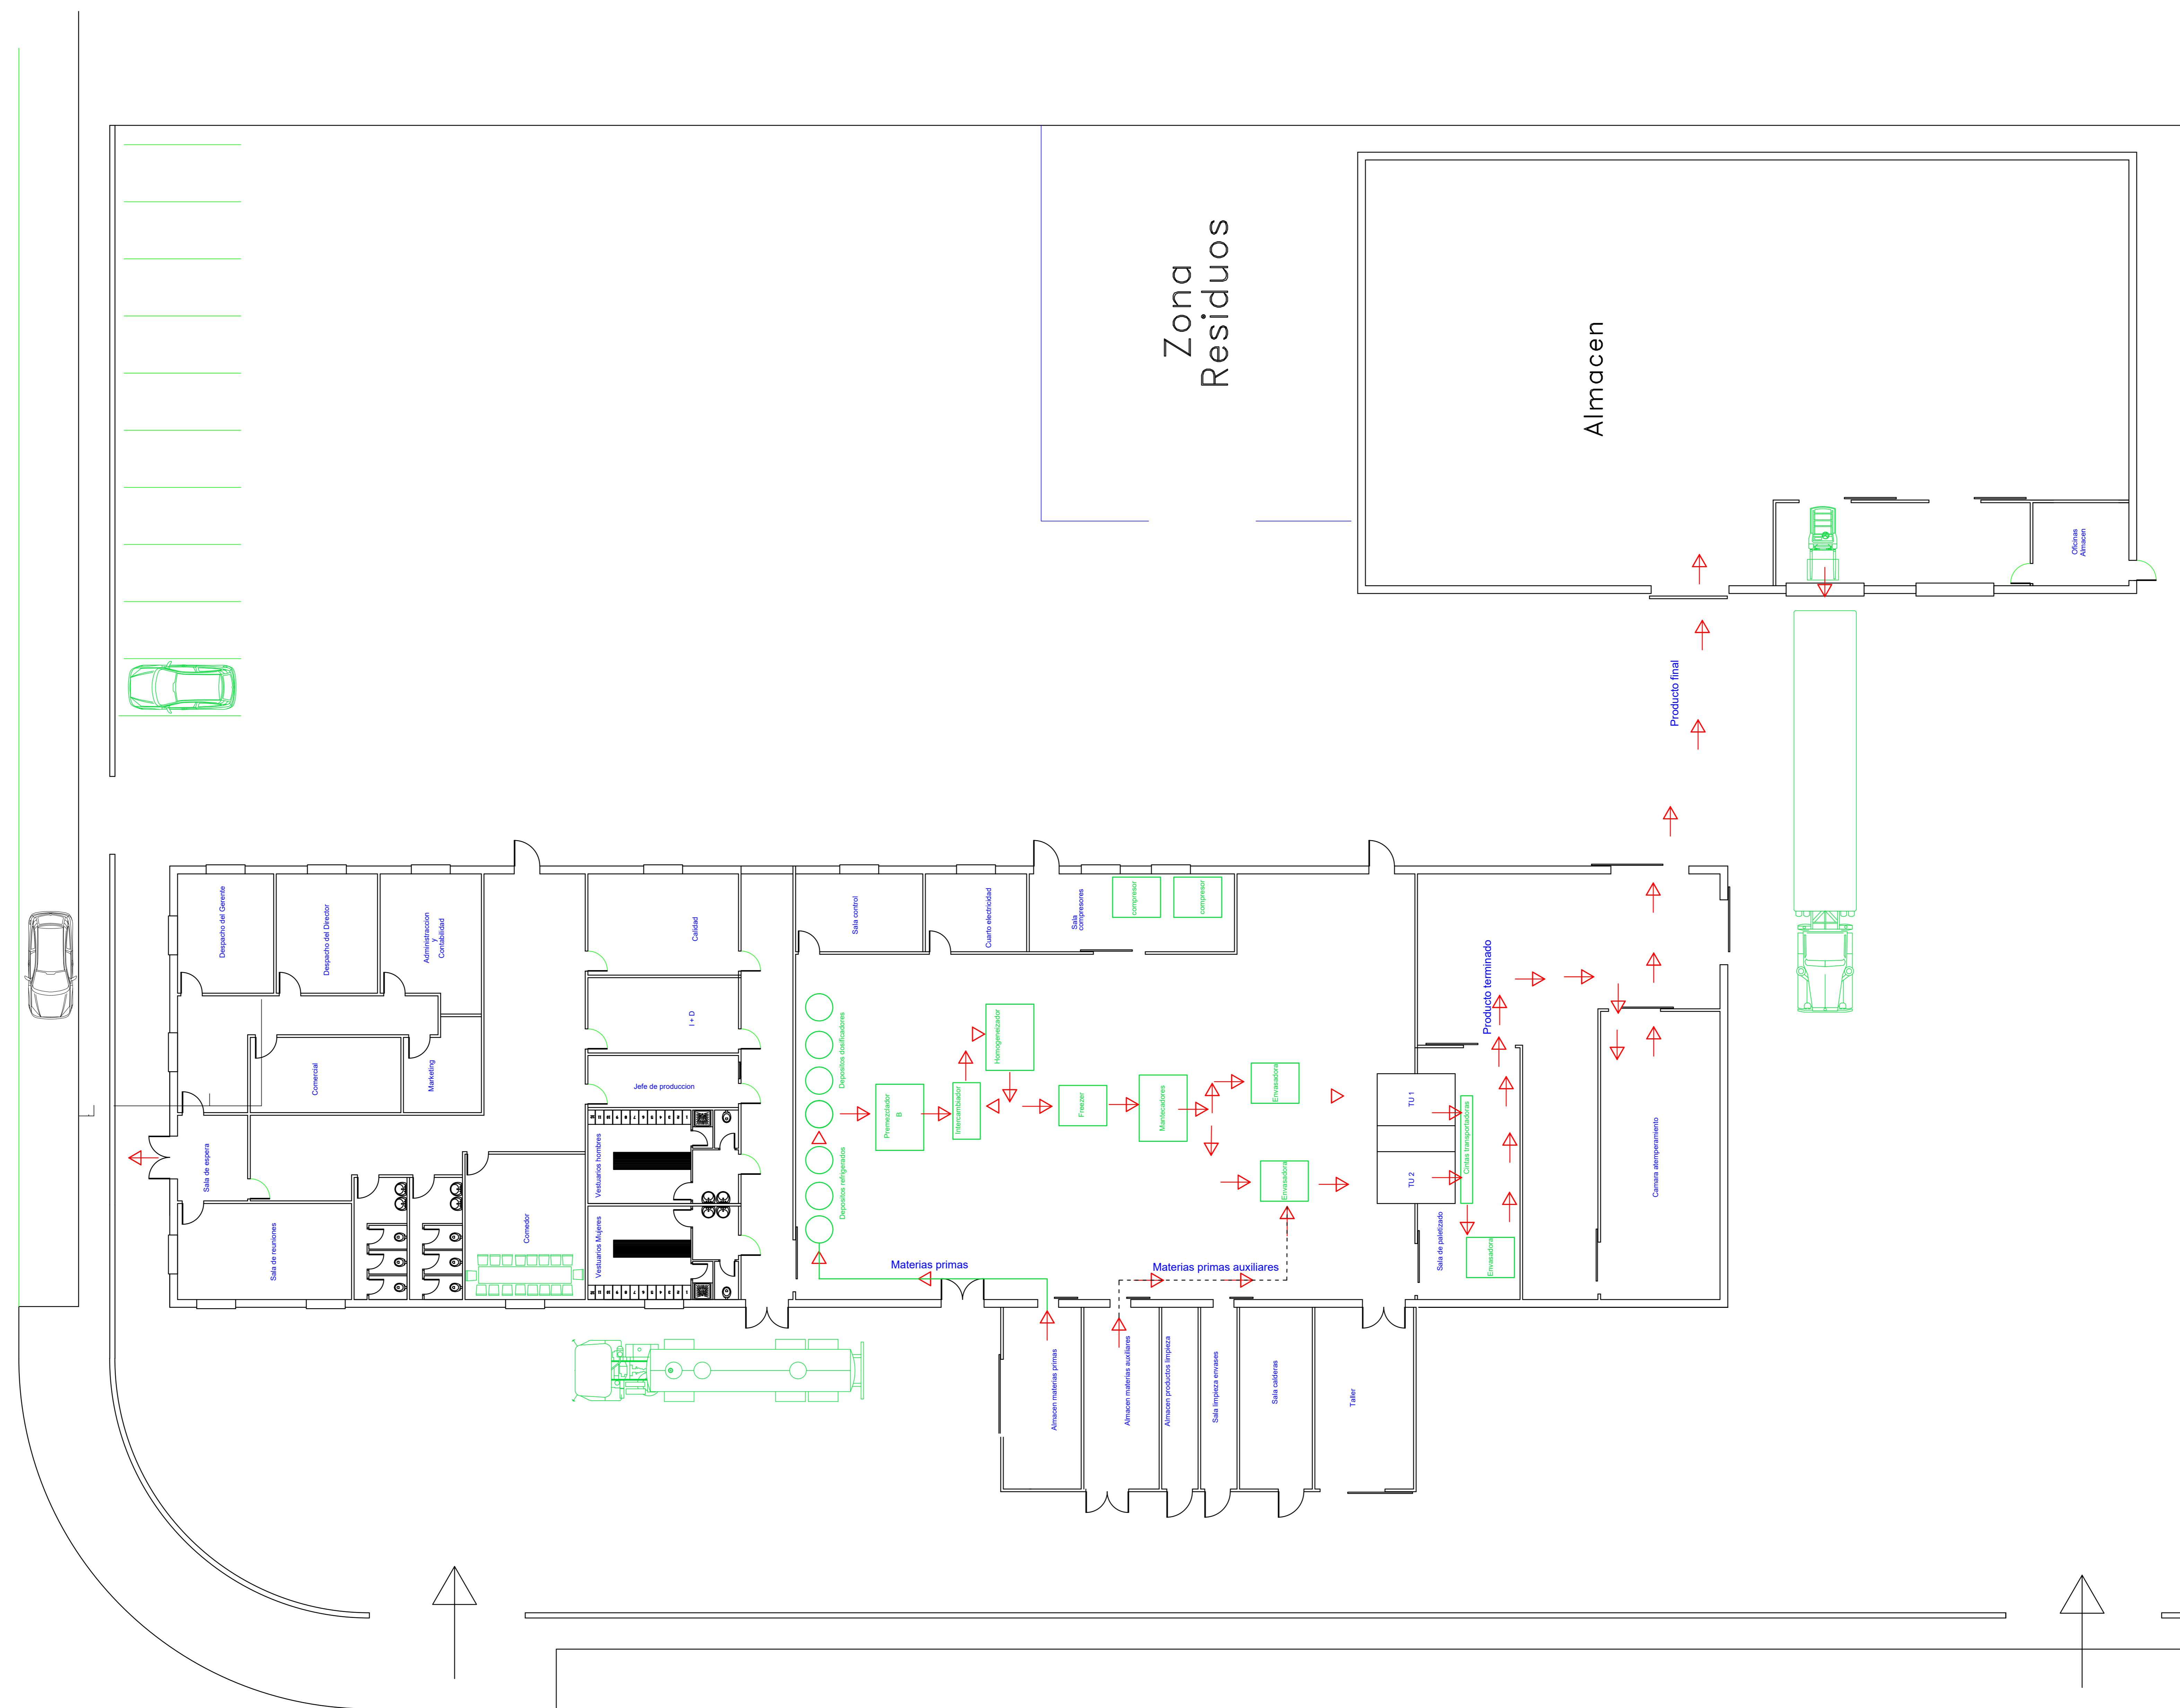 Zona
Residuos
Almacen
Oficinas
Almacen
Producto final
Despacho del Gerente
Despacho del Director
Administraccion
y
Contabilidad
Calidad
Sala control
Cuarto electricidad
Sala
compresores
compresor
compresor
Producto terminado
Comercial
Marketing
I + D
Jefe de produccion
Depositos dosificadores
Depositos refrigerados
Premezclador
B
Intercambiador
Homogeneizador
Freezer
Mantecadores
Envasadora
Envasadora
TU 1
TU 2
Cintas transportadoras
Envasadora
Sala de paletizado
Camara atemperamiento
Sala de espera
Sala de reuniones
Comedor
Vestuarios hombres
Vestuarios Mujeres
Materias primas
Materias primas auxiliares
Almacen materias primas
Almacen materias auxiliares
Almacen productos limpieza
Sala limpieza envases
Sala calderas
Taller